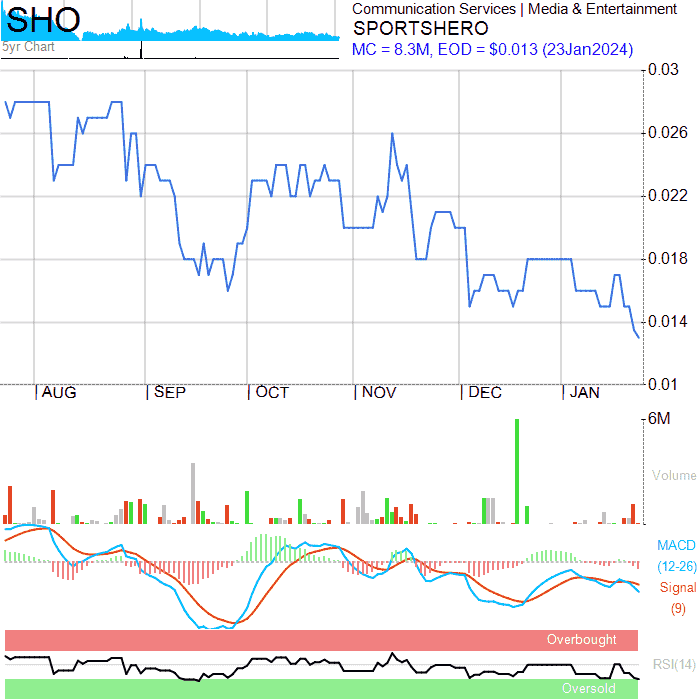 SHO
5yr Chart
Communication Services | Media & Entertainment
SPORTSHERO
MC = 8.3M, EOD = $0.013 (23Jan2024)
0.03
0.026
0.022
0.018
0.014
0.01
AUG SEP OCT NOV DEC JAN
6M
Volume
MACD
(12-26)
Signal
(9)
Overbought
RSI(14)
Oversold